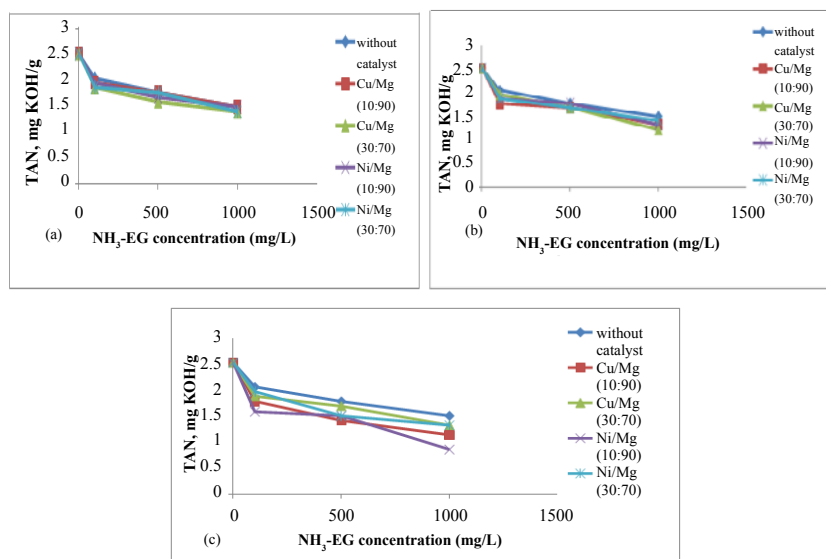 3
2.5
2
1.5
1
0.5
0
0
500
1000
1500
TAN, mg KOH/g
NH3-EG concentration (mg/L)
(a)
without
catalyst
Cu/Mg
(10:90)
Cu/Mg
(30:70)
Ni/Mg
(10:90)
Ni/Mg
(30:70)
3
2.5
2
1.5
1
0.5
0
0
500
1000
1500
TAN, mg KOH/g
NH3-EG concentration (mg/L)
(b)
without
catalyst
Cu/Mg
(10:90)
Cu/Mg
(30:70)
Ni/Mg
(10:90)
Ni/Mg
(30:70)
3
2.5
2
1.5
1
0.5
0
0
500
1000
1500
TAN, mg KOH/g
NH3-EG concentration (mg/L)
(c)
without
catalyst
Cu/Mg
(10:90)
Cu/Mg
(30:70)
Ni/Mg
(10:90)
Ni/Mg
(30:70)